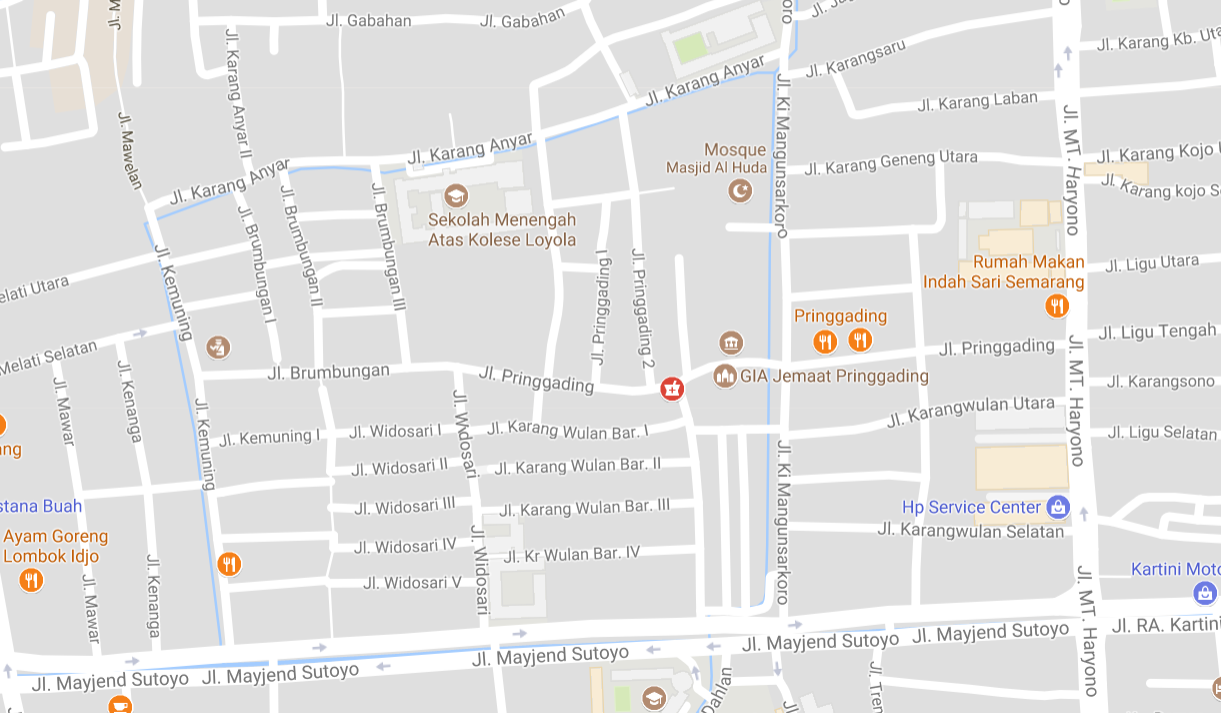 Jl. Gabahan
Jl. Gabahan
Jl. Karang Kb. Uta
Jl. Karangsaru
Jl. Karang Anyar II
Jl. Karang Anyar
Jl. Karang Laban
Jl. Mawelan
Jl. Ki Mangunsarkoro
Jl. MT. Haryono
Jl. Karang Anyar
Mosque
Masjid Al Huda
Jl. Karang Geneng Utara
Jl. Karang Kojo U
Jl. Karang Anyar
Jl. Karang kojo S
Jl. Brumbungan II
Jl. Brumbungan III
Sekolah Menengah
Atas Kolese Loyola
Jl. Brumbungan I
Jl. Kemuning
Jl. Pringgading I
Jl. Pringgading 2
Rumah Makan
Indah Sari Semarang
Jl. Ligu Utara
elati Utara
Pringgading
Jl. Ligu Tengah
Melati Selatan
Jl. Pringgading
Jl. MT. Haryono
Jl. Kenanga
Jl. Brumbungan
Jl. Pringgading
GIA Jemaat Pringgading
Jl. Karangsono
Jl. Mawar
Jl. Kemuning
Jl. Widosari
Jl. Karangwulan Utara
Jl. Kemuning I
Jl. Widosari I
Jl. Karang Wulan Bar. I
Jl. Ligu Selatan
ang
Jl. Widosari II
Jl. Karang Wulan Bar. II
Jl. Ki Mangunsarkoro
stana Buah
Jl. Widosari III
Jl. Karang Wulan Bar. III
Hp Service Center
Jl. Karangwulan Selatan
Ayam Goreng
Lombok Idjo
Jl. Widosari IV
Jl. Kr Wulan Bar. IV
Jl. Widosari
Jl. Kenanga
Jl. Mawar
Jl. Widosari V
Kartini Moto
Jl. MT. Haryono
Jl. RA. Kartini
Jl. Mayjend Sutoyo
Jl. Mayjend Sutoyo
Jl. Mayjend Sutoyo
Jl. Mayjend Sutoyo
Jl. Mayjend Sutoyo
Dahlan
Jl. Tren